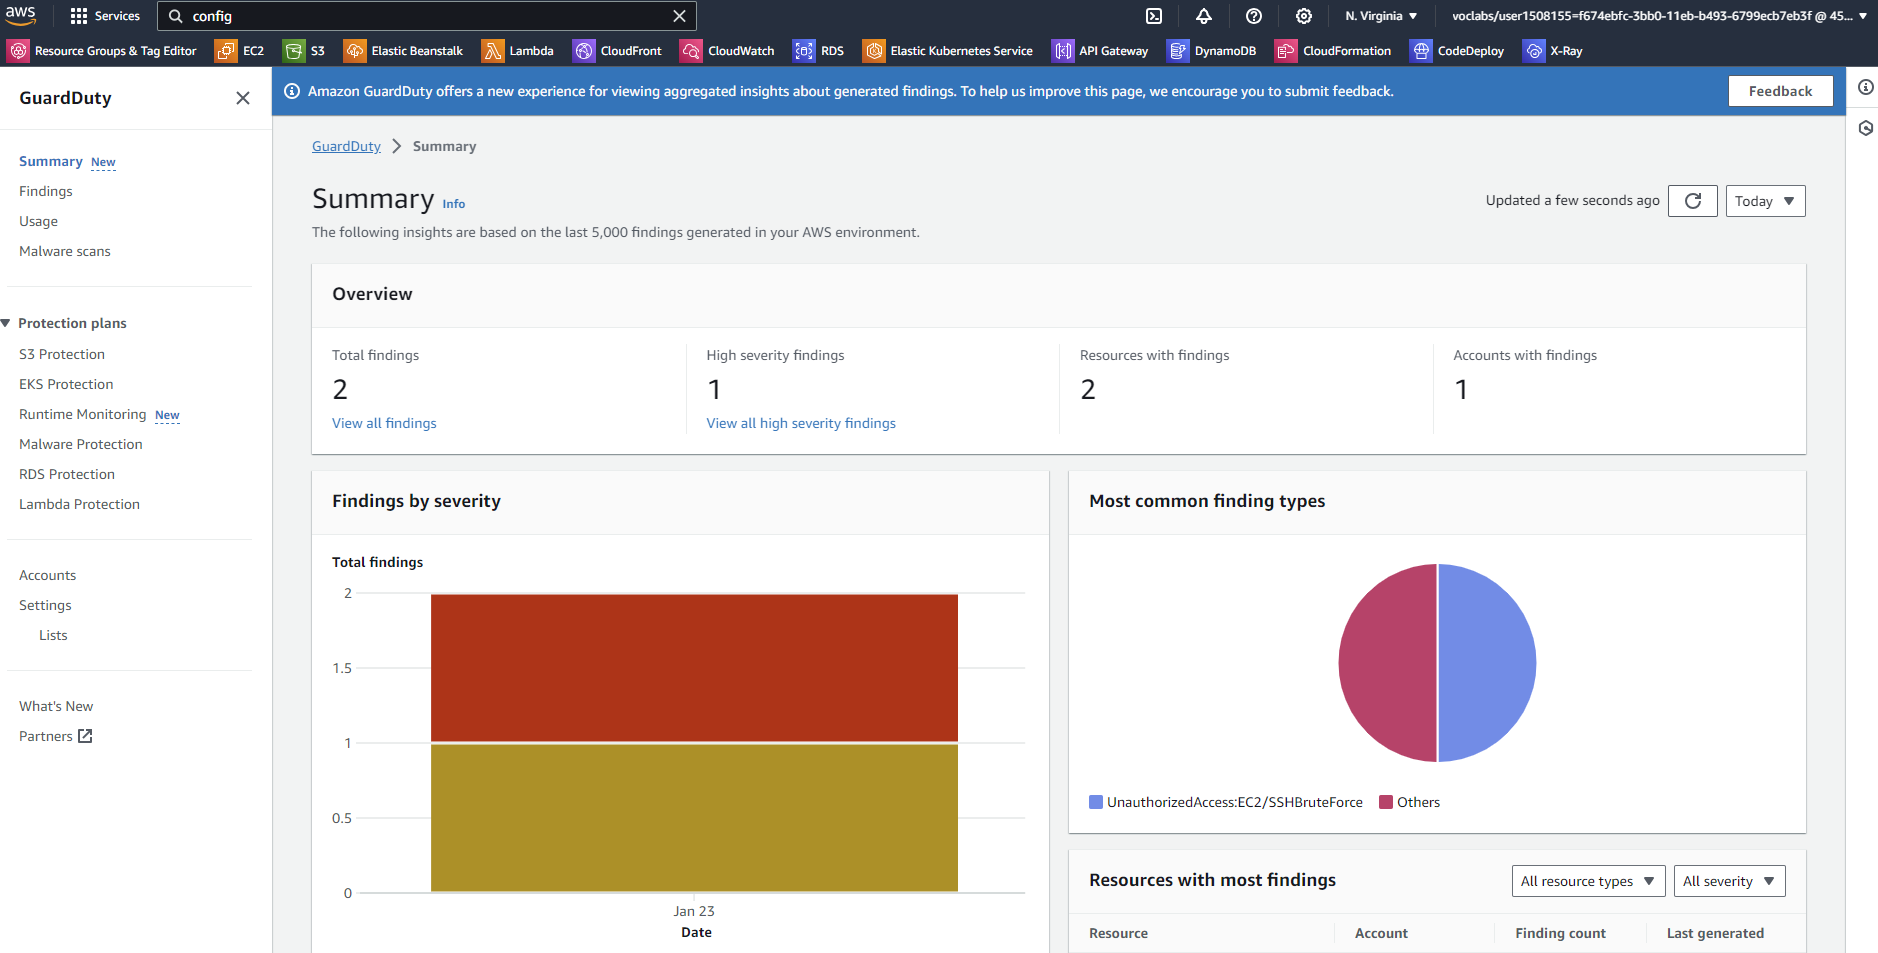 aws
Services
config
N. Virginia
voclabs/user1508155=f674ebfc-3bb0-11eb-b493-6799ecb7eb3f @ 45...
Resource Groups & Tag Editor
EC2
S3
Elastic Beanstalk
Lambda
CloudFront
CloudWatch
RDS
Elastic Kubernetes Service
API Gateway
DynamoDB
CloudFormation
CodeDeploy
X-Ray
GuardDuty
Summary New
Findings
Usage
Malware scans
Protection plans
S3 Protection
EKS Protection
Runtime Monitoring New
Malware Protection
RDS Protection
Lambda Protection
Accounts
Settings
Lists
What's New
Partners
Amazon GuardDuty offers a new experience for viewing aggregated insights about generated findings. To help us improve this page, we encourage you to submit feedback.
Feedback
GuardDuty
Summary
Summary Info
Updated a few seconds ago
Today
The following insights are based on the last 5,000 findings generated in your AWS environment.
Overview
Total findings
2
View all findings
High severity findings
1
View all high severity findings
Resources with findings
2
Accounts with findings
1
Findings by severity
Total findings
2
1.5
1
0.5
0
Jan 23
Date
Most common finding types
UnauthorizedAccess:EC2/SSHBruteForce
Others
Resources with most findings
All resource types
All severity
Resource
Account
Finding count
Last generated